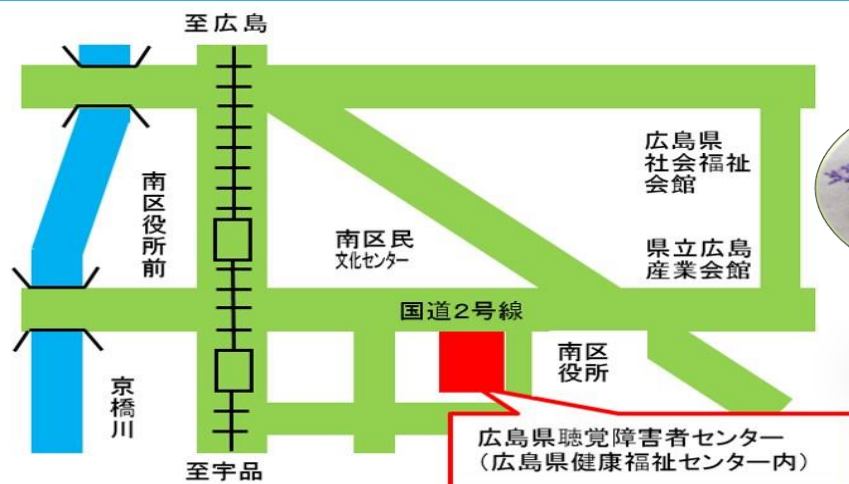 至広島
広島県
社会福祉
会館
南区役所前
南区民
文化センター
県立広島
産業会館
国道2号線
南区
役所
京橋川
広島県聴覚障害者センター
(広島県健康福祉センター内)
至宇品